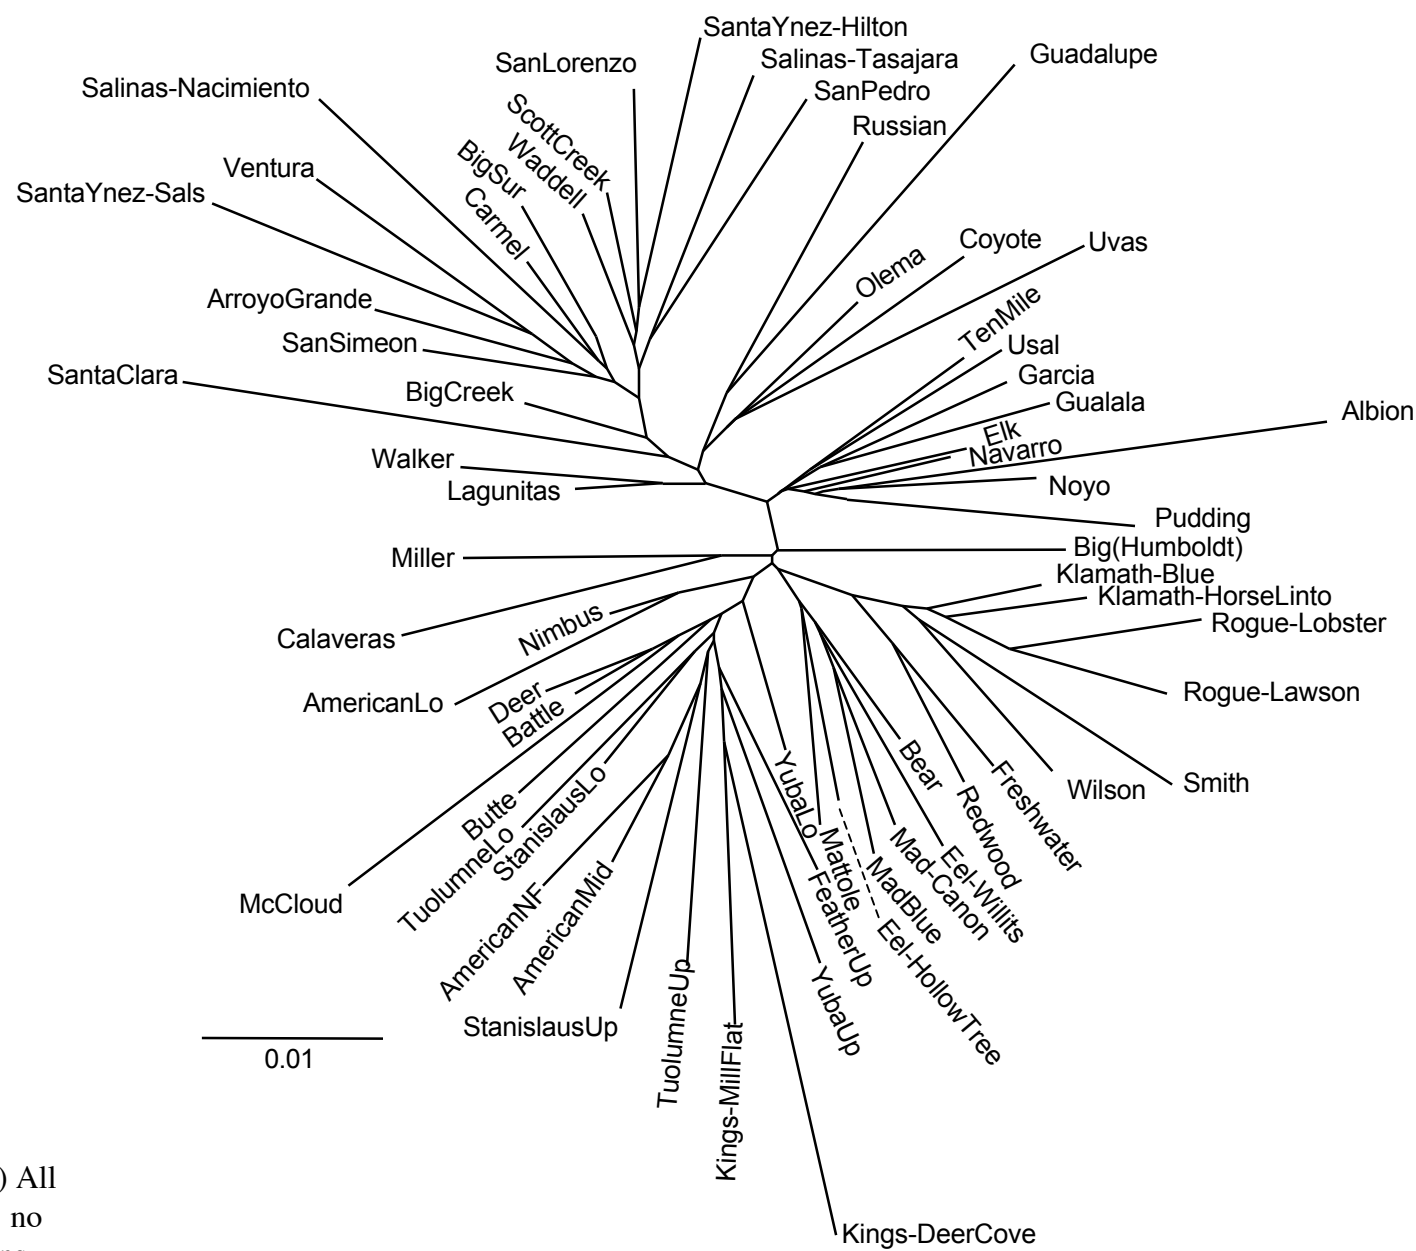 SantaYnez-Hilton
SanLorenzo
Salinas-Tasajara
Guadalupe
Salinas-Nacimiento
SanPedro
ScottCreek
Russian
Waddell
BigSur
Ventura
SantaYnez-Sals
Carmel
Olema
Coyote
Uvas
ArroyoGrande
TenMile
SanSimeon
Usal
SantaClara
Garcia
BigCreek
Gualala
Albion
Elk
Navarro
Walker
Lagunitas
Noyo
Pudding
Miller
Big(Humboldt)
Klamath-Blue
Klamath-HorseLinto
Nimbus
Rogue-Lobster
Calaveras
AmericanLo
Deer
Battle
Rogue-Lawson
Bear
YubaLo
Freshwater
Wilson
Smith
Redwood
Butte
TuolumneLo
StanislausLo
Mattole
MadBlue
Mad-Canon
Eel-Willits
McCloud
AmericanNF
AmericanMid
FeatherUp
Eel-HollowTree
YubaUp
StanislausUp
TuolumneUp
Kings-MillFlat
0.01
) All
no
Kings-DeerCove